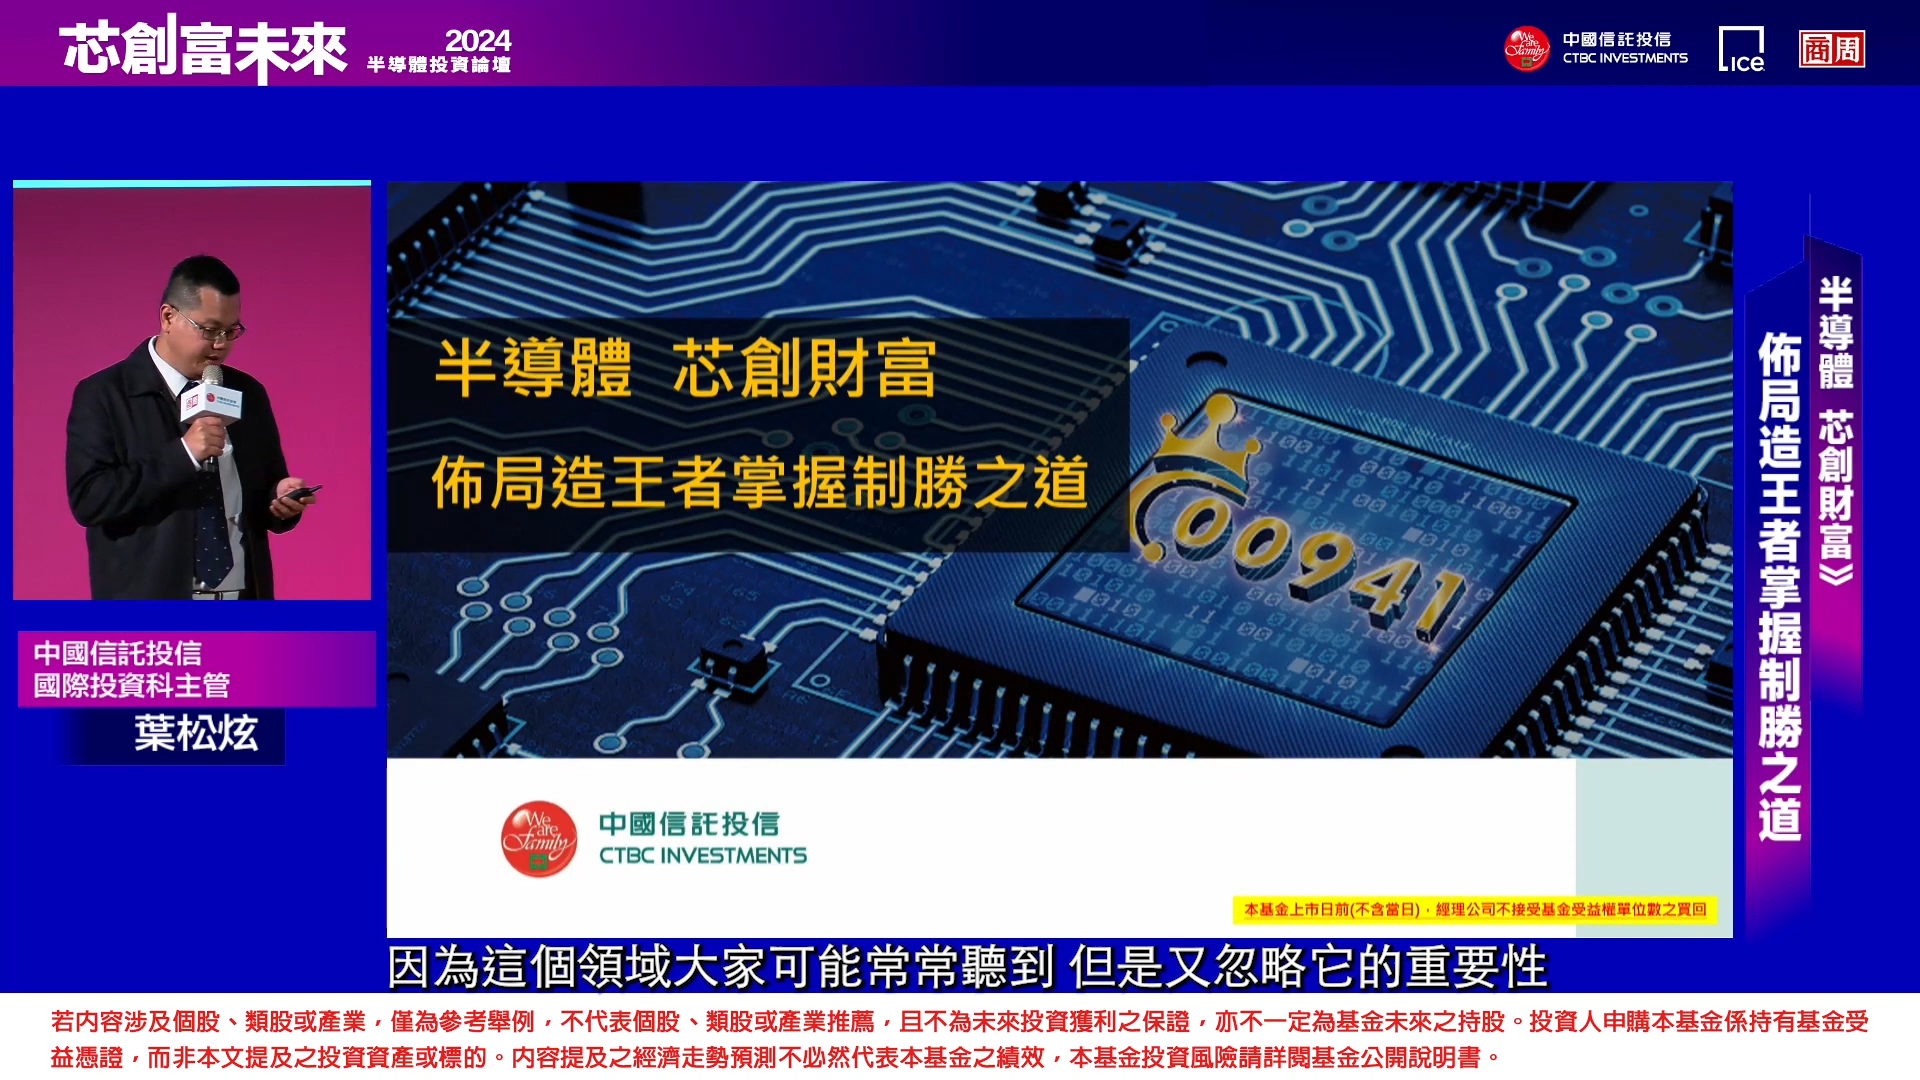 芯創富未來
2024
半導體投資論壇
We are Family
中國信託投信
CTBC INVESTMENTS
ice
商周
半導體 芯創財富
佈局造王者掌握制勝之道
00941
中國信託投信
國際投資科主管
葉松炫
We are Family
中國信託投信
CTBC INVESTMENTS
本基金上市日前(不含當日)，經理公司不接受基金受益權單位數之買回
半導體 芯創財富》
佈局造王者掌握制勝之道
因為這個領域大家可能常常聽到 但是又忽略它的重要性
若內容涉及個股、類股或產業，僅為參考舉例，不代表個股、類股或產業推薦，且不為未來投資獲利之保證，亦不一定為基金未來之持股。投資人申購本基金係持有基金受
益憑證，而非本文提及之投資資產或標的。內容提及之經濟走勢預測不必然代表本基金之績效，本基金投資風險請詳閱基金公開說明書。